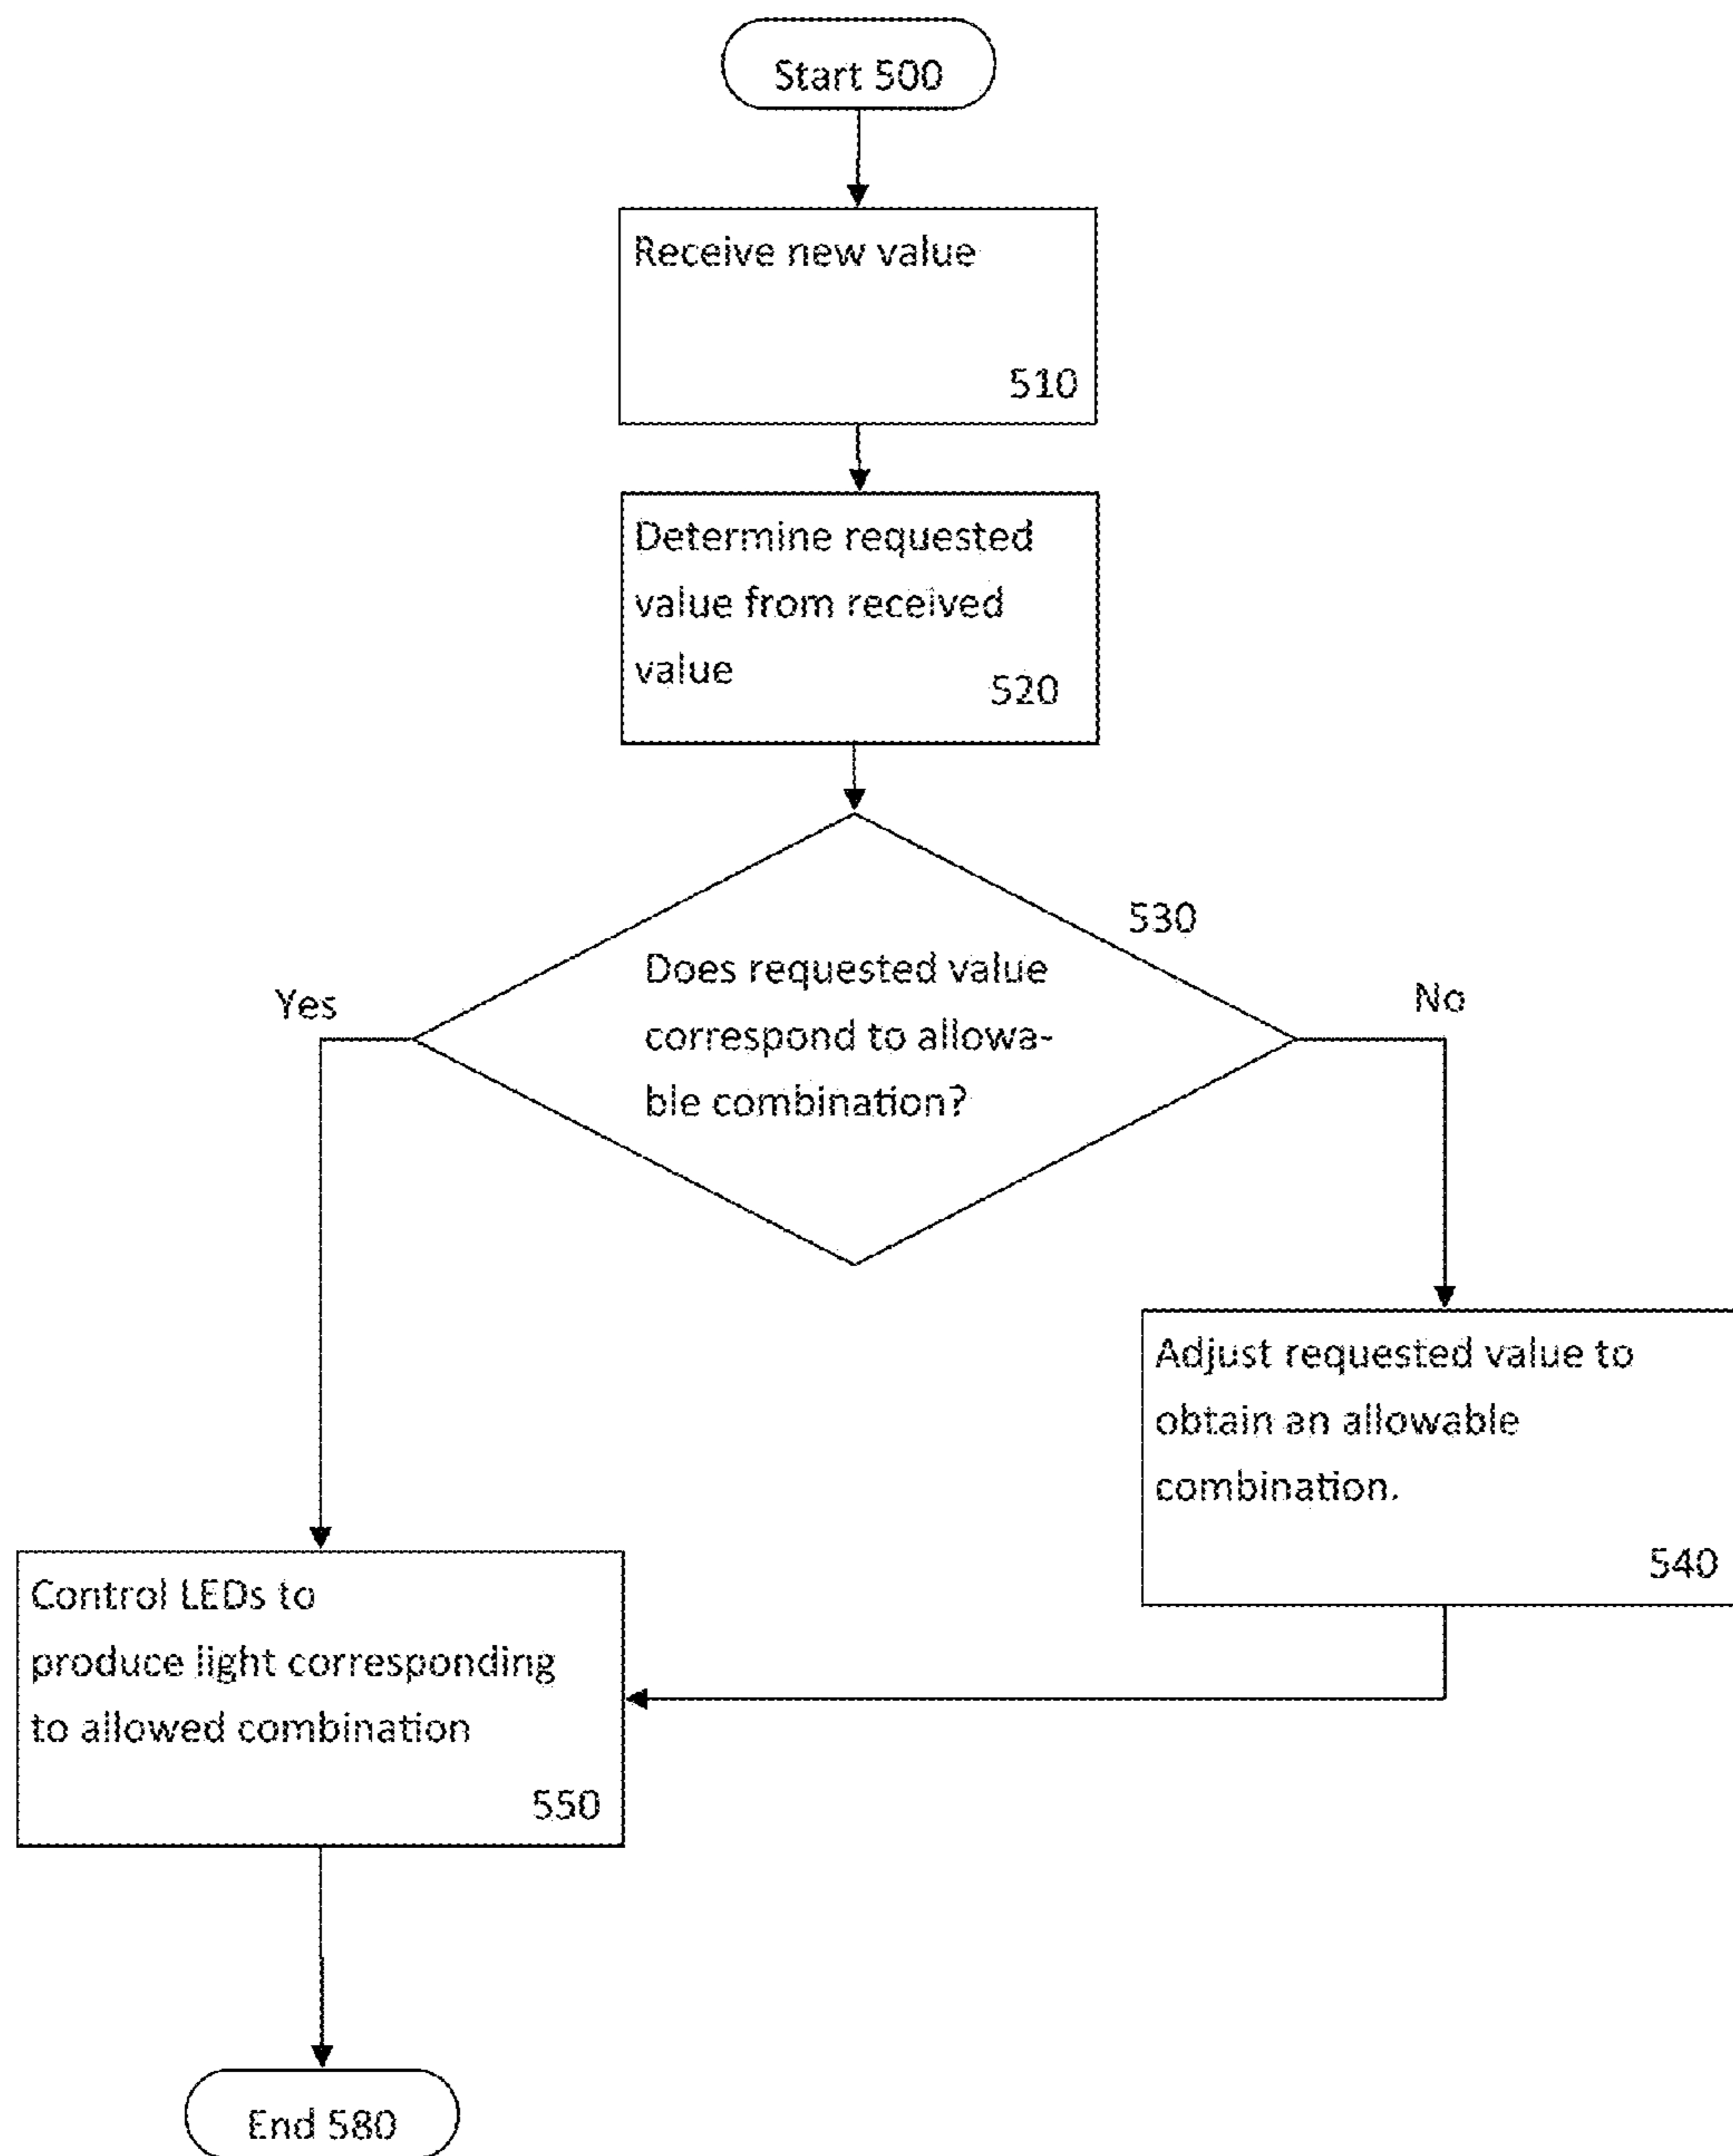 Start 500
Receive new value
510
Determine requested
value from received
value
520
530
Does requested value
correspond to allowa-
ble combination?
Yes
No
Adjust requested value to
obtain an allowable
combination.
540
Control LEDs to
produce light corresponding
to allowed combination
550
End 580